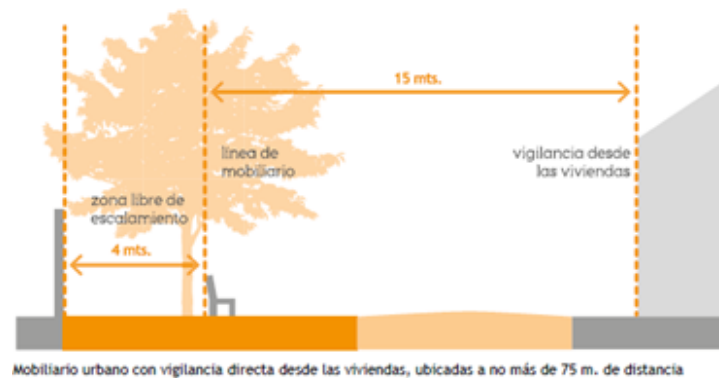 15 mts.
línea de
mobiliario
vigilancia desde
las viviendas
zona libre de
escalamiento
4 mts.
Mobiliario urbano con vigilancia directa desde las viviendas, ubicadas a no más de 75 m. de distancia